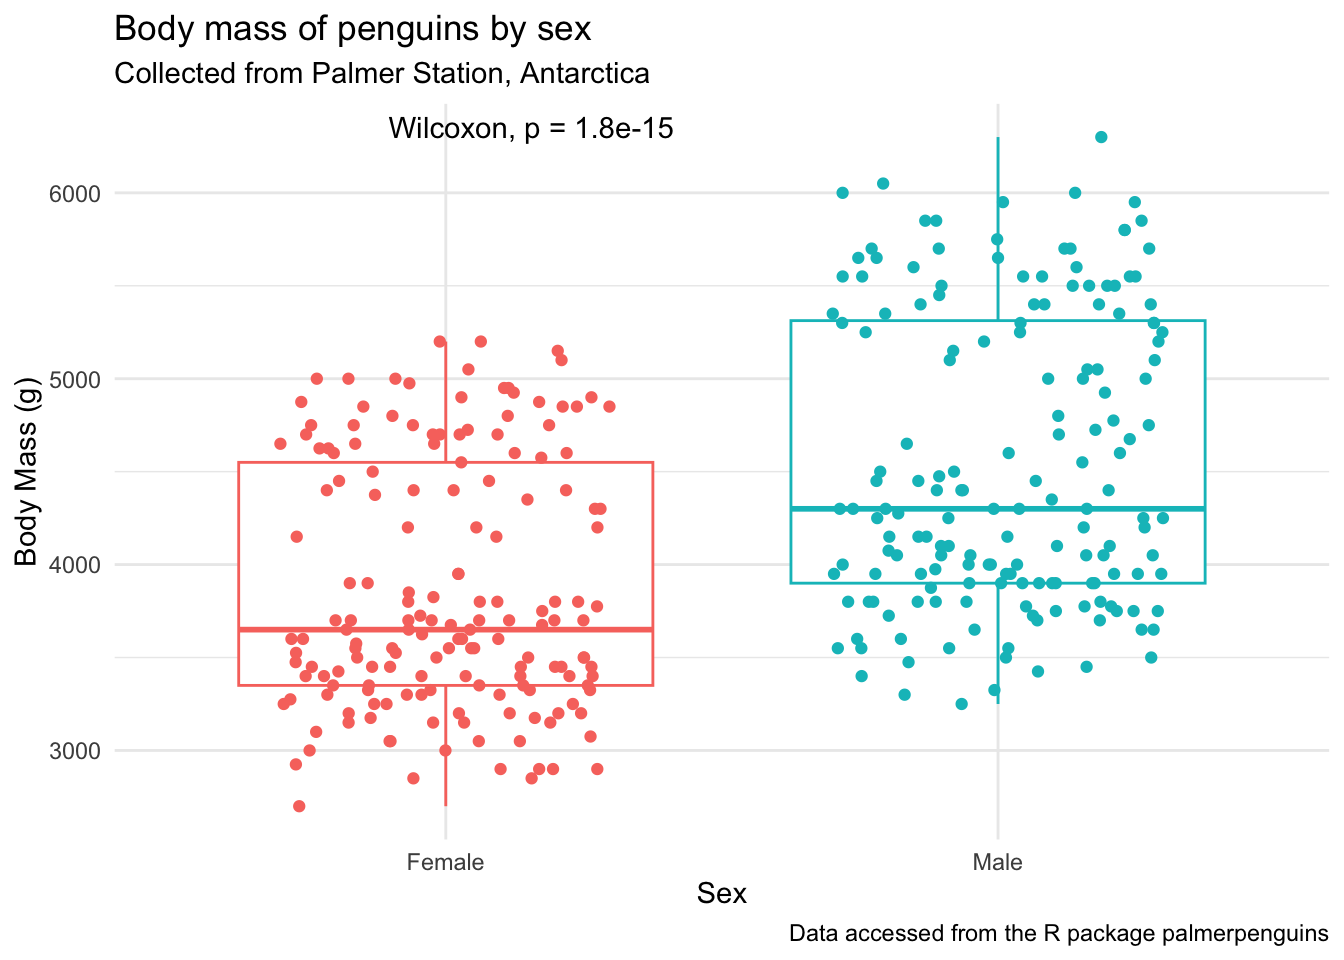 Body mass of penguins by sex
Collected from Palmer Station, Antarctica
Wilcoxon, p = 1.8e-15
6000
5000
4000
3000
Body Mass (g)
Female
Male
Sex
Data accessed from the R package palmerpenguins